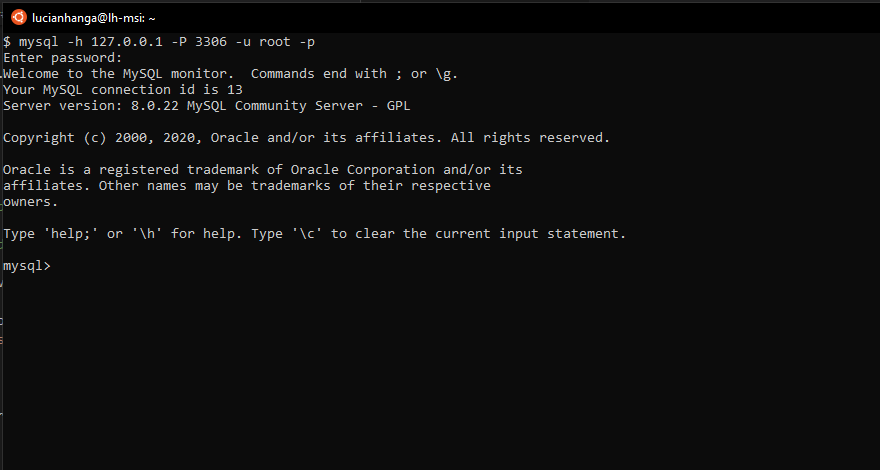 lucianhanga@lh-msi: ~
$ mysql -h 127.0.0.1 -P 3306 -u root -p
Enter password:
Welcome to the MySQL monitor.  Commands end with ; or \g.
Your MySQL connection id is 13
Server version: 8.0.22 MySQL Community Server - GPL
Copyright (c) 2000, 2020, Oracle and/or its affiliates. All rights reserved.
Oracle is a registered trademark of Oracle Corporation and/or its
affiliates. Other names may be trademarks of their respective
owners.
Type 'help;' or '\h' for help. Type '\c' to clear the current input statement.
mysql>